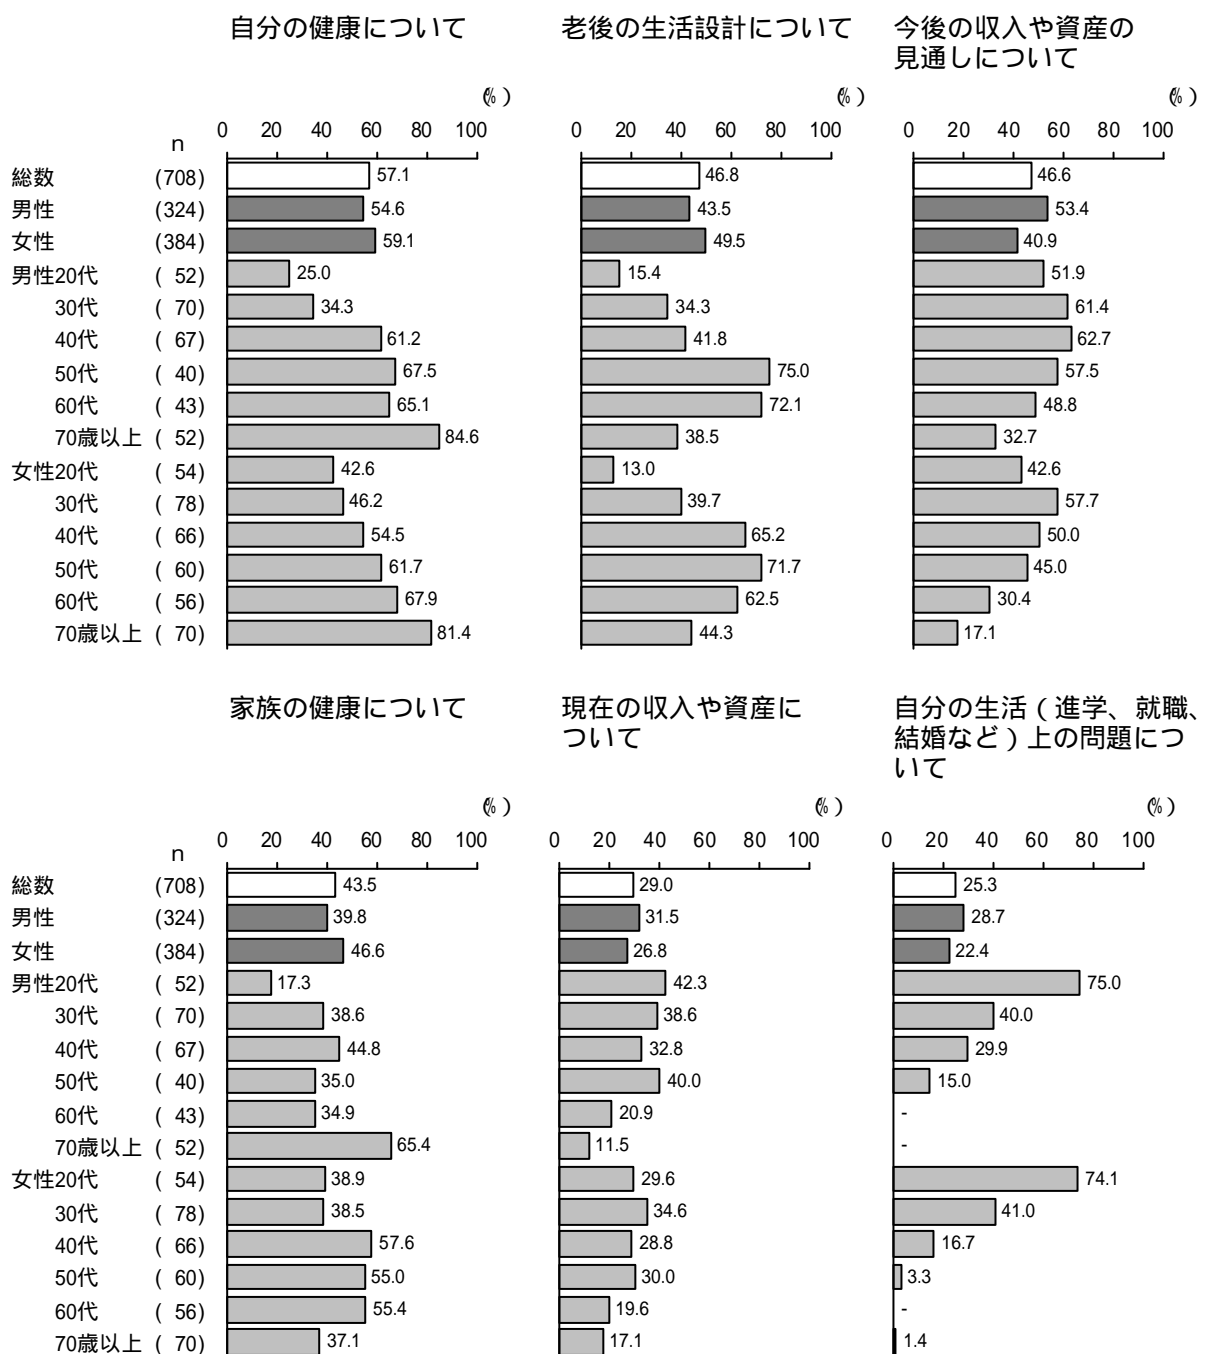 自分の健康について 老後の生活設計について 今後の収入や資産の
見通しについて
(%) (%) (%)
n 0 20 40 60 80 100 0 20 40 60 80 100 0 20 40 60 80 100
総数 (708) 57.1 46.8 46.6
男性 (324) 54.6 43.5 53.4
女性 (384) 59.1 49.5 40.9
男性20代 ( 52) 25.0 15.4 51.9
30代 ( 70) 34.3 34.3 61.4
40代 ( 67) 61.2 41.8 62.7
50代 ( 40) 67.5 75.0 57.5
60代 ( 43) 65.1 72.1 48.8
70歳以上 ( 52) 84.6 38.5 32.7
女性20代 ( 54) 42.6 13.0 42.6
30代 ( 78) 46.2 39.7 57.7
40代 ( 66) 54.5 65.2 50.0
50代 ( 60) 61.7 71.7 45.0
60代 ( 56) 67.9 62.5 30.4
70歳以上 ( 70) 81.4 44.3 17.1
家族の健康について 現在の収入や資産に 自分の生活(進学、就職、
ついて 結婚など)上の問題につ
いて
(%) (%) (%)
n 0 20 40 60 80 100 0 20 40 60 80 100 0 20 40 60 80 100
総数 (708) 43.5 29.0 25.3
男性 (324) 39.8 31.5 28.7
女性 (384) 46.6 26.8 22.4
男性20代 ( 52) 17.3 42.3 75.0
30代 ( 70) 38.6 38.6 40.0
40代 ( 67) 44.8 32.8 29.9
50代 ( 40) 35.0 40.0 15.0
60代 ( 43) 34.9 20.9 -
70歳以上 ( 52) 65.4 11.5 -
女性20代 ( 54) 38.9 29.6 74.1
30代 ( 78) 38.5 34.6 41.0
40代 ( 66) 57.6 28.8 16.7
50代 ( 60) 55.0 30.0 3.3
60代 ( 56) 55.4 19.6 -
70歳以上 ( 70) 37.1 17.1 1.4